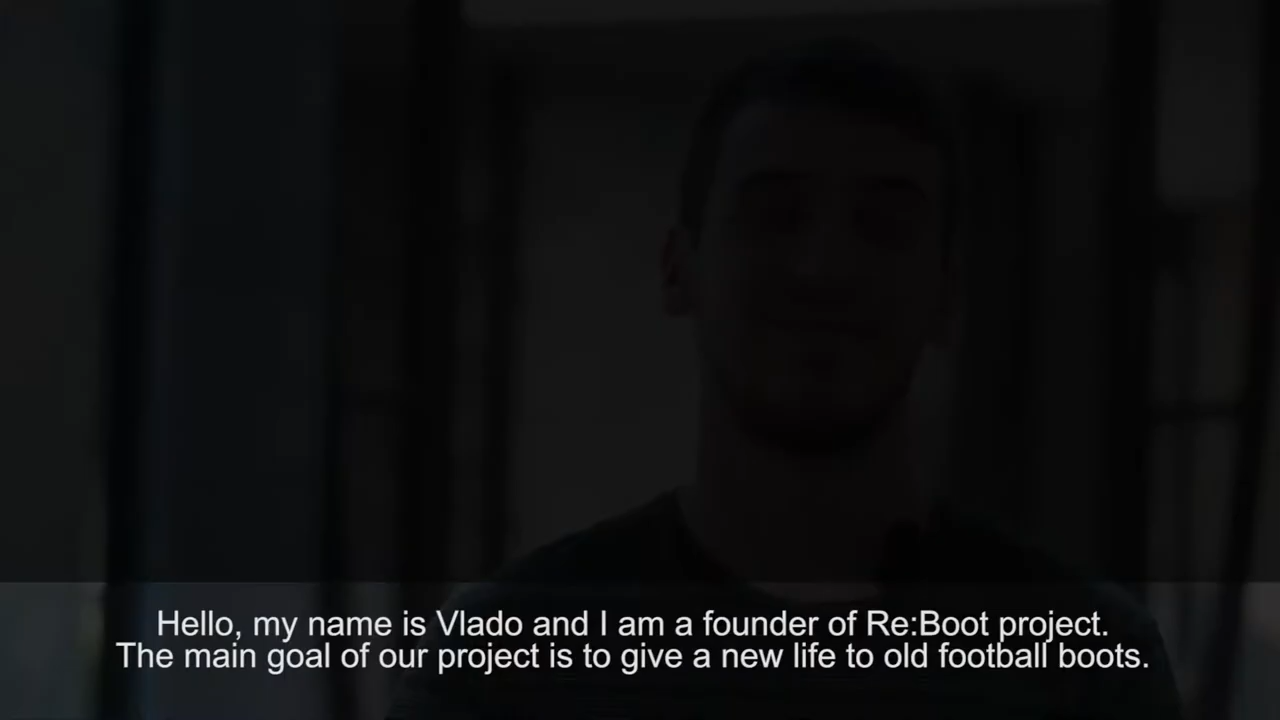 Hello, my name is Vlado and I am a founder of Re:Boot project.
The main goal of our project is to give a new life to old football boots.